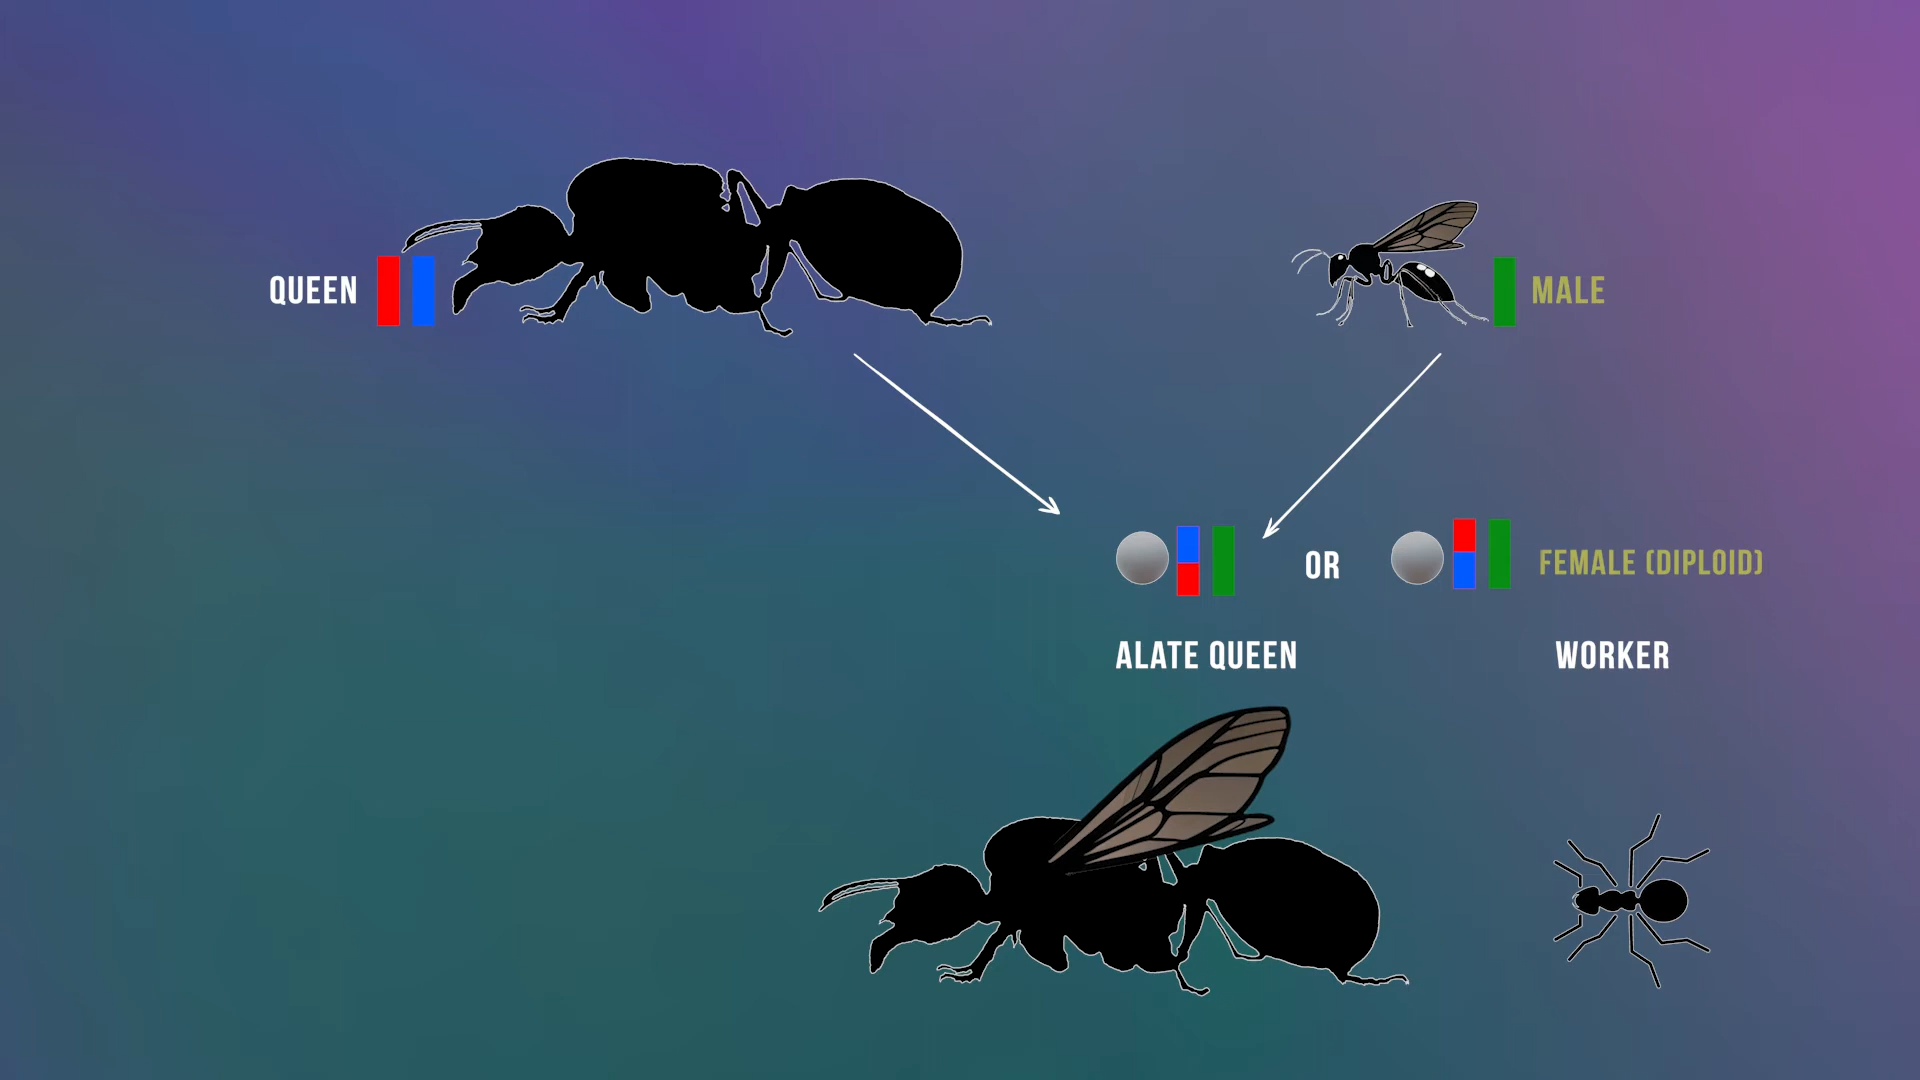 QUEEN
MALE
OR
FEMALE (DIPLOID)
ALATE QUEEN
WORKER